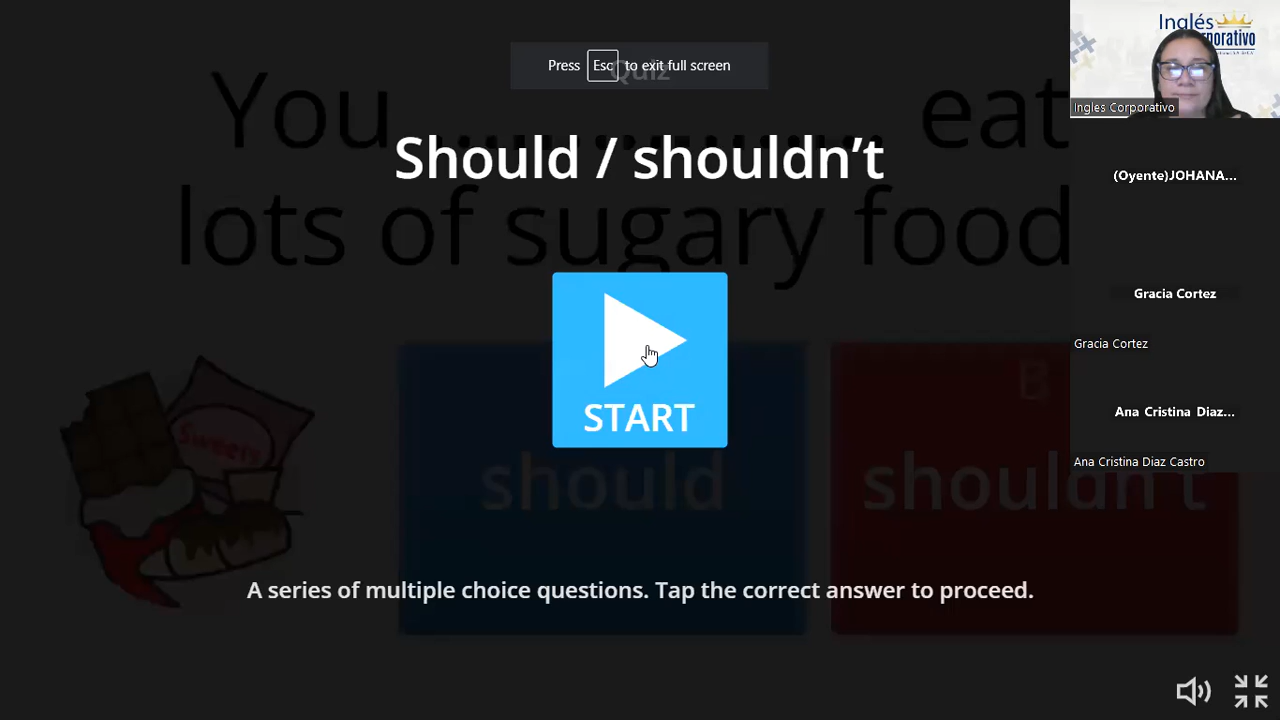 Press Esc to exit full screen
Quiz
Should / shouldn't
You ................ eat
lots of sugary food
START
Sweets
should
B
shouldn't
A series of multiple choice questions. Tap the correct answer to proceed.
Inglés
Ingles Corporativo
(Oyente)JOHANA...
Gracia Cortez
Gracia Cortez
Ana Cristina Diaz...
Ana Cristina Diaz Castro